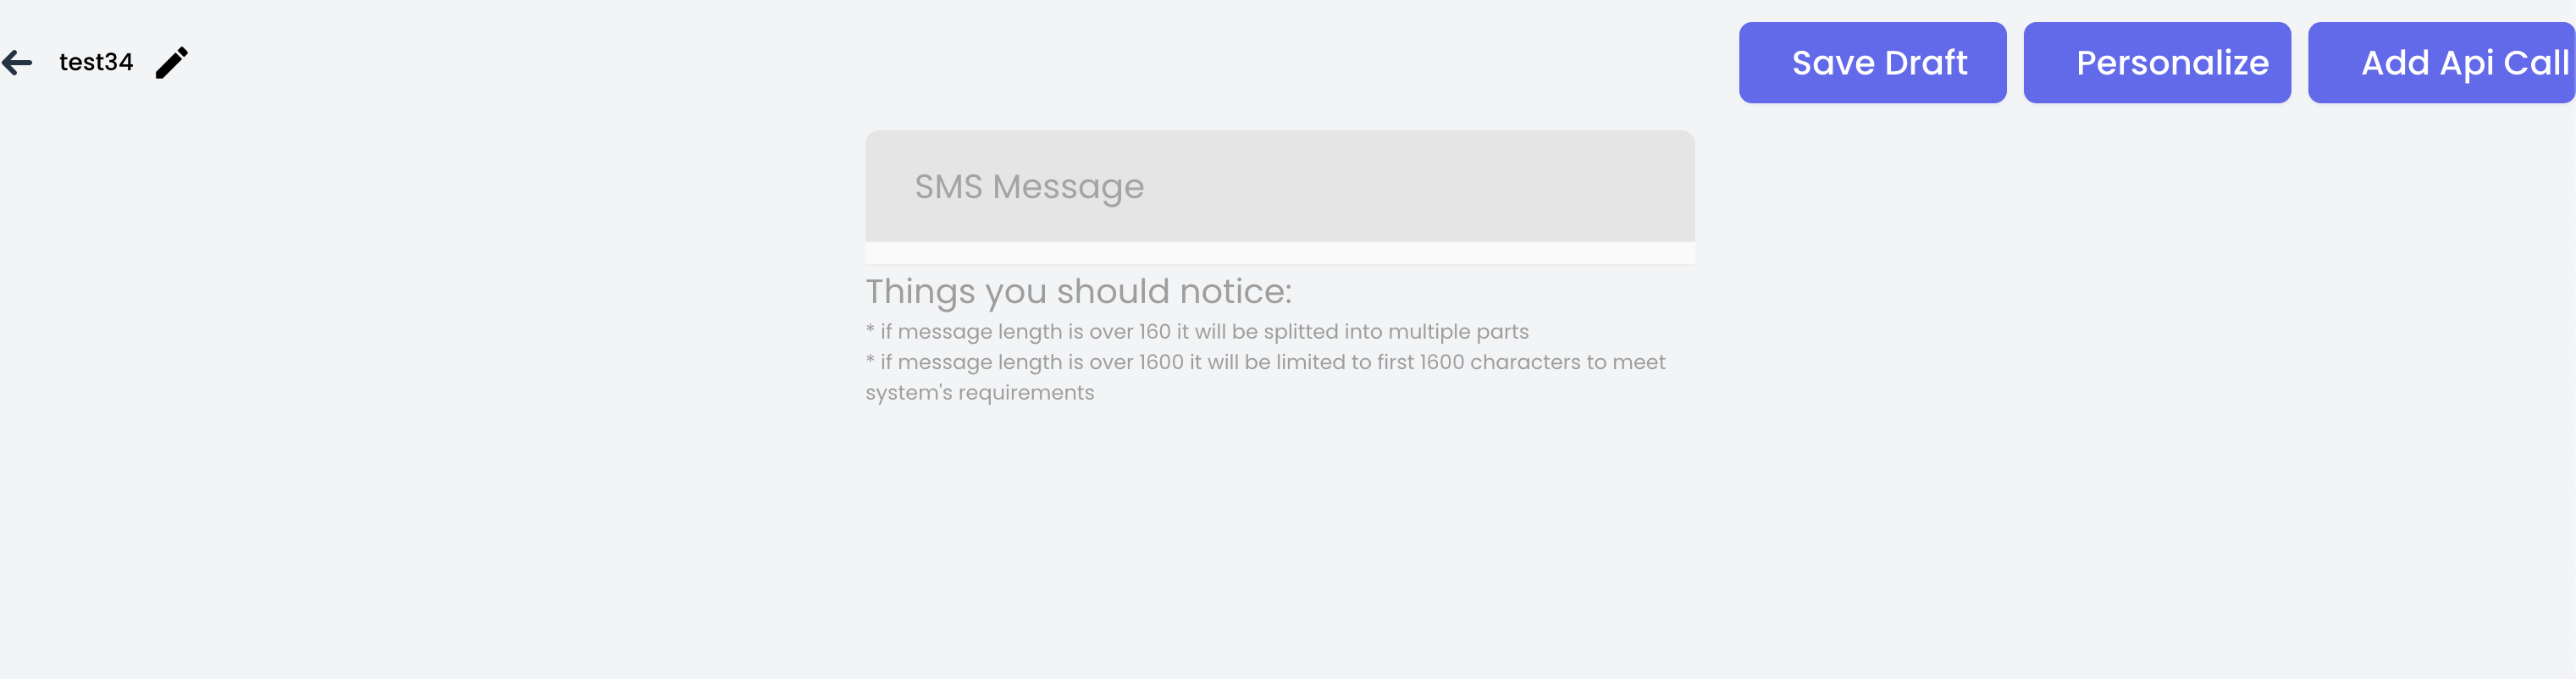 test34
Save Draft
Personalize
Add Api Call
SMS Message
Things you should notice:
* if message length is over 160 it will be splitted into multiple parts
* if message length is over 1600 it will be limited to first 1600 characters to meet
system's requirements